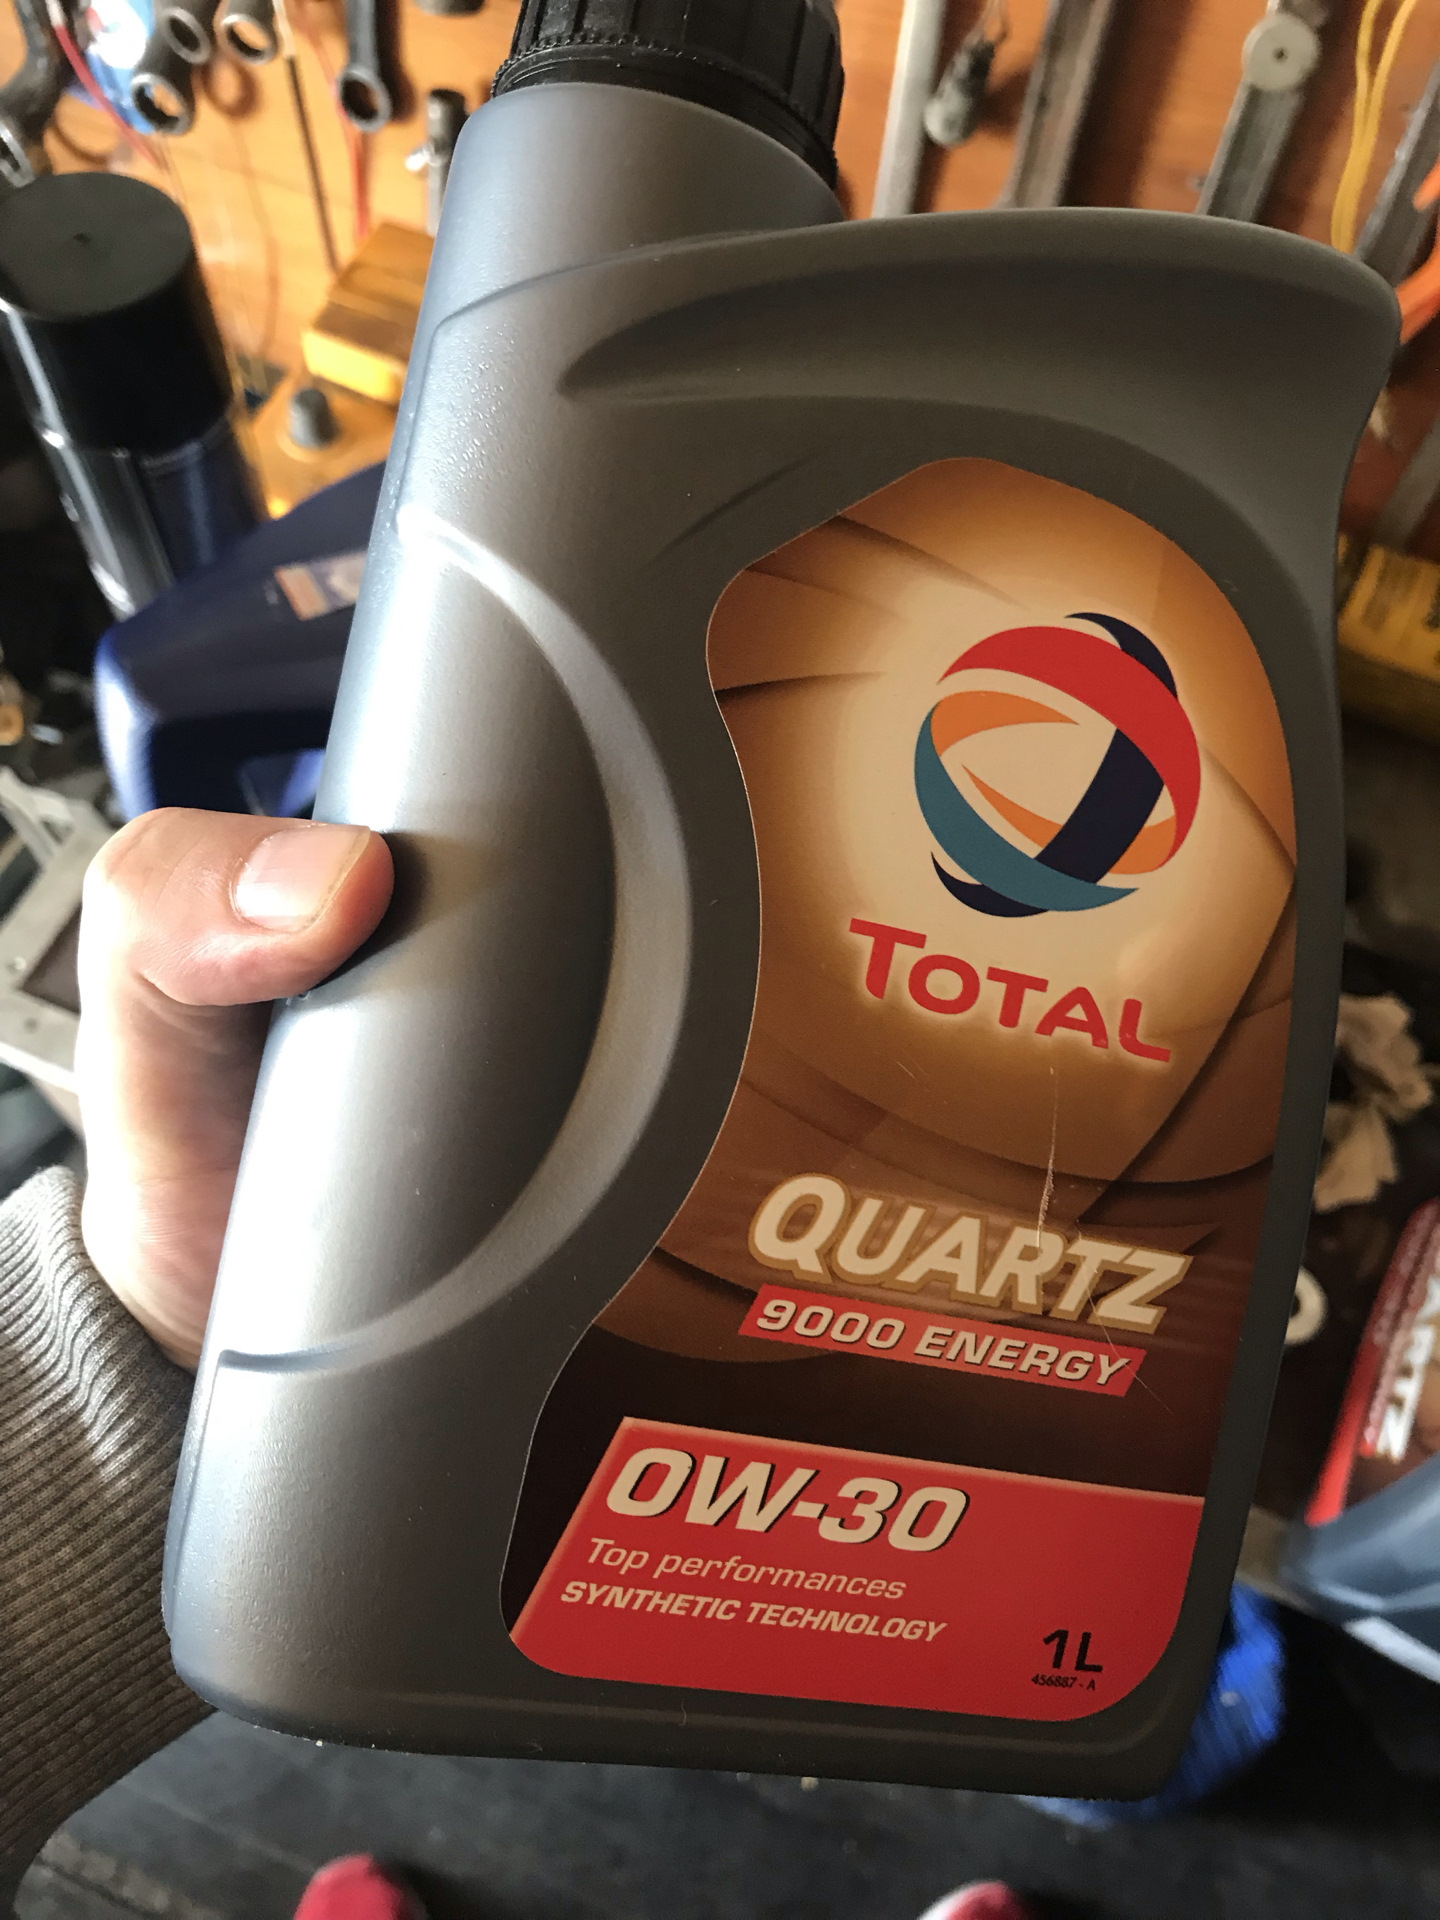 TOTAL
QUARTZ
9000 ENERGY
0W-30
Top performances
SYNTHETIC TECHNOLOGY
1L
456887 - A